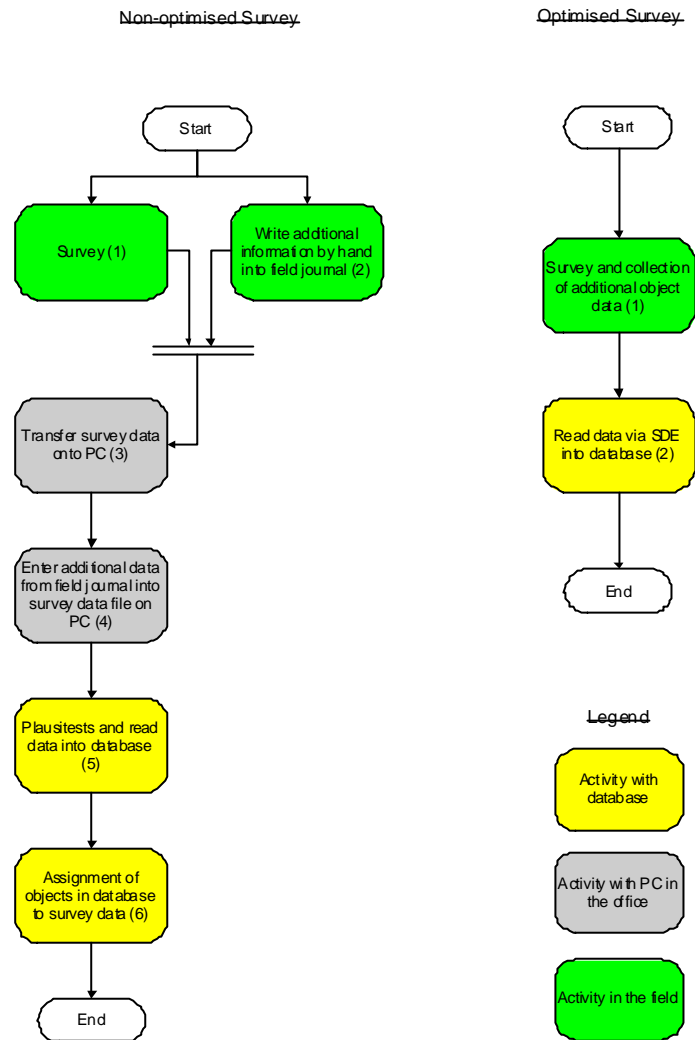 Non-optimised Survey
Start
Survey (1)
Write additional
information by hand
into field journal (2)
Transfer survey data
onto PC (3)
Enter additional data
from field journal into
survey data file on
PC (4)
Plausitests and read
data into database
(5)
Assignment of
objects in database
to survey data (6)
End
Optimised Survey
Start
Survey and collection
of additional object
data (1)
Read data via SDE
into database (2)
End
Legend
Activity with
database
Activity with PC in
the office
Activity in the field